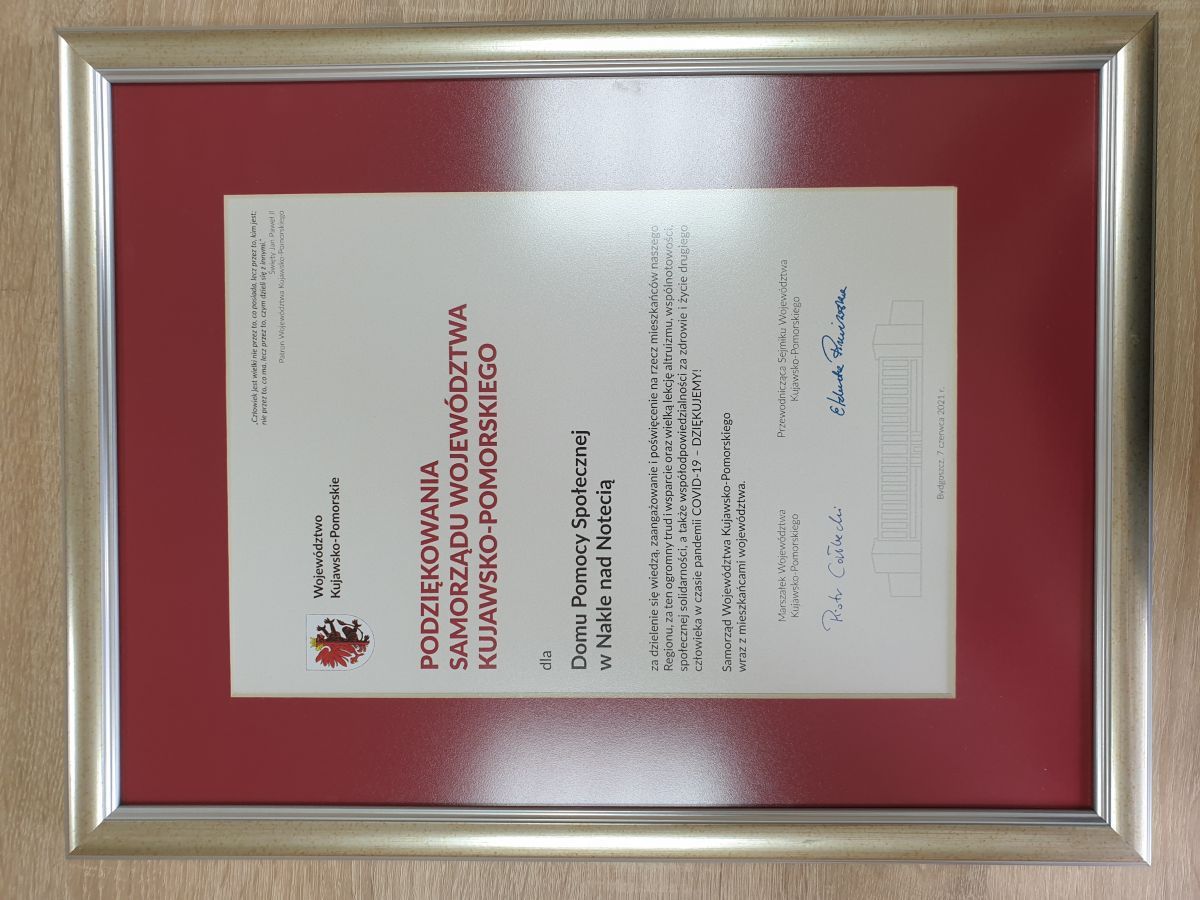 „Człowiek jest wielki nie przez to, co posiada, lecz przez to, kim jest;
nie przez to, co ma, lecz przez to, czym dzieli się z innymi."
Święty Jan Paweł II
Patron Województwa Kujawsko-Pomorskiego
Województwo
Kujawsko-Pomorskie
PODZIĘKOWANIA
SAMORZĄDU WOJEWÓDZTWA
KUJAWSKO-POMORSKIEGO
dla
Domu Pomocy Społecznej
w Nakle nad Notecią
za dzielenie się wiedzą, zaangażowanie i poświęcenie na rzecz mieszkańców naszego
Regionu, za ten ogromny trud i wsparcie oraz wielką lekcję altruizmu, wspólnotowości,
społecznej solidarności, a także współodpowiedzialności za zdrowie i życie drugiego
człowieka w czasie pandemii COVID-19 – DZIĘKUJEMY!
Samorząd Województwa Kujawsko-Pomorskiego
wraz z mieszkańcami województwa.
Marszałek Województwa
Kujawsko-Pomorskiego
Piotr Całbecki
Przewodnicząca Sejmiku Województwa
Kujawsko-Pomorskiego
Elżbieta Piniewska
Bydgoszcz, 7 czerwca 2021 r.